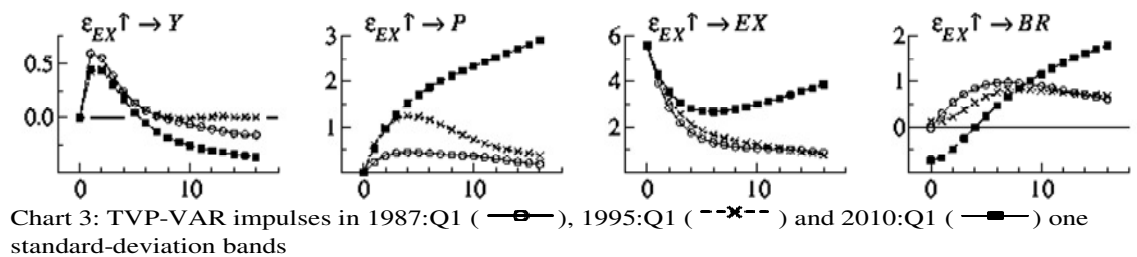 ε_EX↑ → Y
ε_EX↑ → P
ε_EX↑ → EX
ε_EX↑ → BR
0.5
0.0
0 10
3
2
1
0
0 10
6
4
2
0 10
2
1
0
0 10
Chart 3: TVP-VAR impulses in 1987:Q1 ( ), 1995:Q1 ( ) and 2010:Q1 ( ) one
standard-deviation bands